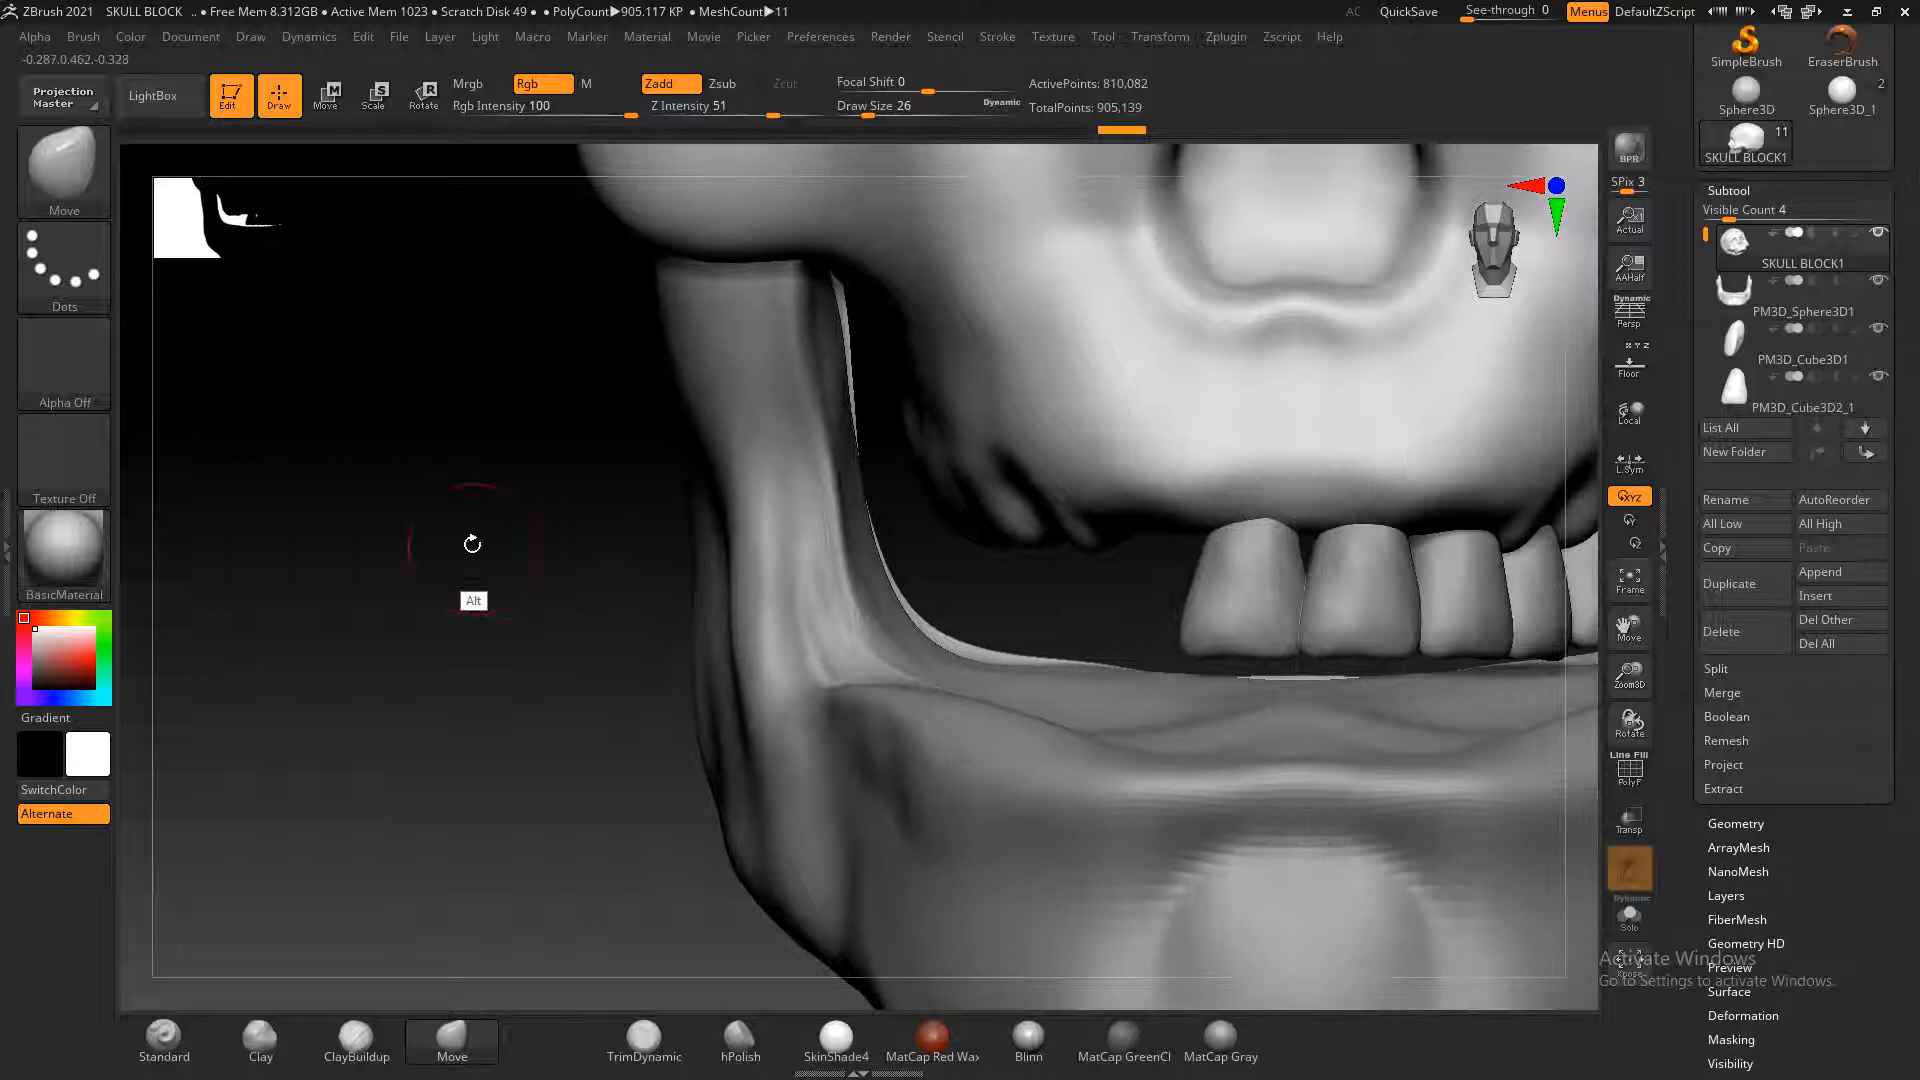 ZBrush 2021 SKULL BLOCK .. • Free Mem 8.312GB • Active Mem 1023 • Scratch Disk 49 • • PolyCount▶905.117 KP • MeshCount▶11
AC QuickSave See-through 0 Menus DefaultZScript
Alpha Brush Color Document Draw Dynamics Edit File Layer Light Macro Marker Material Movie Picker Preferences Render Stencil Stroke Texture Tool Transform Zplugin Zscript Help
-0.287,0.462,-0.328
Projection Master
LightBox
Edit
Draw
Move
Scale
Rotate
Mrgb Rgb M
Rgb Intensity 100
Zadd Zsub Zcut
Z Intensity 51
Focal Shift 0
Draw Size 26
Dynamic
ActivePoints: 810,082
TotalPoints: 905,139
Move
Dots
Alpha Off
Texture Off
BasicMaterial
Gradient
SwitchColor
Alternate
Alt
BPR
SPix 3
Actual
AAHalf
Dynamic
Persp
X Y Z
Floor
Local
L.Sym
XYZ
Y
Z
Frame
Move
Zoom3D
Rotate
Line Fill
PolyF
Transp
Dynamic
Solo
Xpose
SimpleBrush
EraserBrush
Sphere3D
2
Sphere3D_1
11
SKULL BLOCK1
Subtool
Visible Count 4
SKULL BLOCK1
PM3D_Sphere3D1
PM3D_Cube3D1
PM3D_Cube3D2_1
List All
New Folder
Rename AutoReorder
All Low All High
Copy Paste
Duplicate Append
Insert
Delete Del Other
Del All
Split
Merge
Boolean
Remesh
Project
Extract
Geometry
ArrayMesh
NanoMesh
Layers
FiberMesh
Geometry HD
Preview
Surface
Deformation
Masking
Visibility
Activate Windows
Go to Settings to activate Windows.
Standard
Clay
ClayBuildup
Move
TrimDynamic
hPolish
SkinShade4
MatCap Red Wax
Blinn
MatCap GreenCl
MatCap Gray